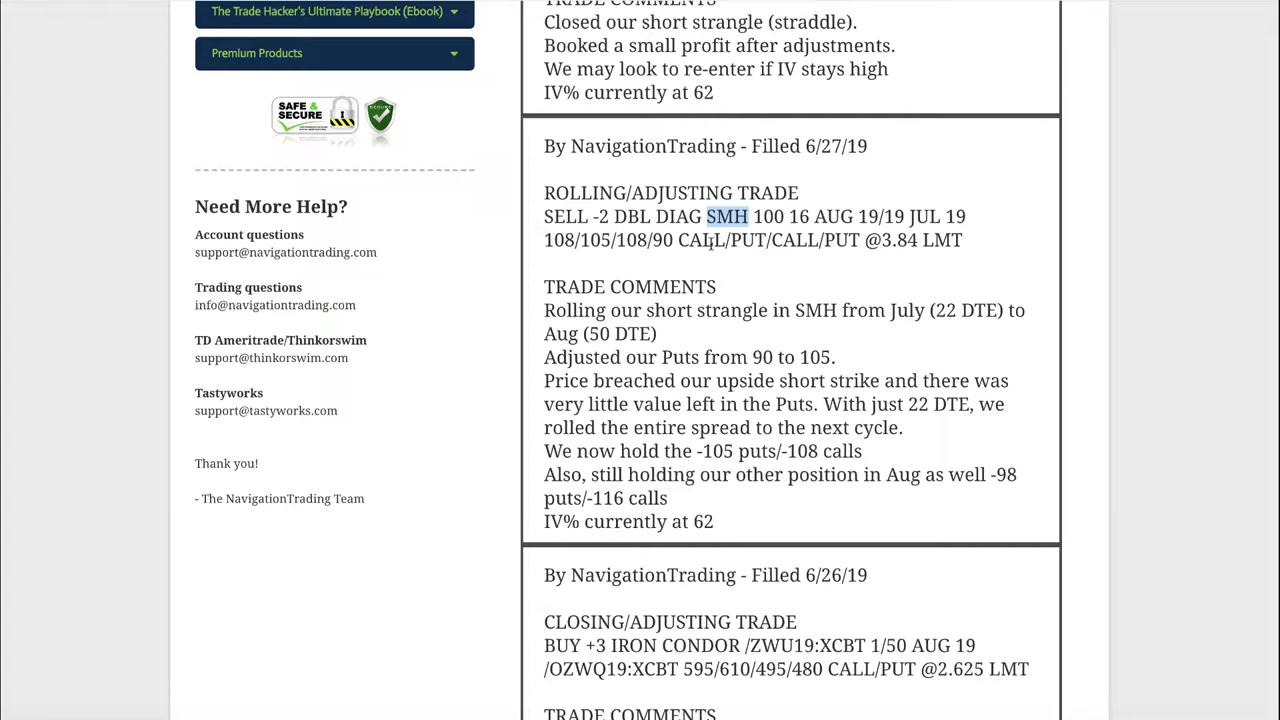 The Trade Hacker's Ultimate Playbook (Ebook)
Premium Products
SAFE &
SECURE
SECURE
Need More Help?
Account questions
support@navigationtrading.com
Trading questions
info@navigationtrading.com
TD Ameritrade/Thinkorswim
support@thinkorswim.com
Tastyworks
support@tastyworks.com
Thank you!
- The NavigationTrading Team
TRADE COMMENTS
Closed our short strangle (straddle).
Booked a small profit after adjustments.
We may look to re-enter if IV stays high
IV% currently at 62
By NavigationTrading - Filled 6/27/19
ROLLING/ADJUSTING TRADE
SELL -2 DBL DIAG SMH 100 16 AUG 19/19 JUL 19
108/105/108/90 CALL/PUT/CALL/PUT @3.84 LMT
TRADE COMMENTS
Rolling our short strangle in SMH from July (22 DTE) to
Aug (50 DTE)
Adjusted our Puts from 90 to 105.
Price breached our upside short strike and there was
very little value left in the Puts. With just 22 DTE, we
rolled the entire spread to the next cycle.
We now hold the -105 puts/-108 calls
Also, still holding our other position in Aug as well -98
puts/-116 calls
IV% currently at 62
By NavigationTrading - Filled 6/26/19
CLOSING/ADJUSTING TRADE
BUY +3 IRON CONDOR /ZWU19:XCBT 1/50 AUG 19
/OZWQ19:XCBT 595/610/495/480 CALL/PUT @2.625 LMT
TRADE COMMENTS